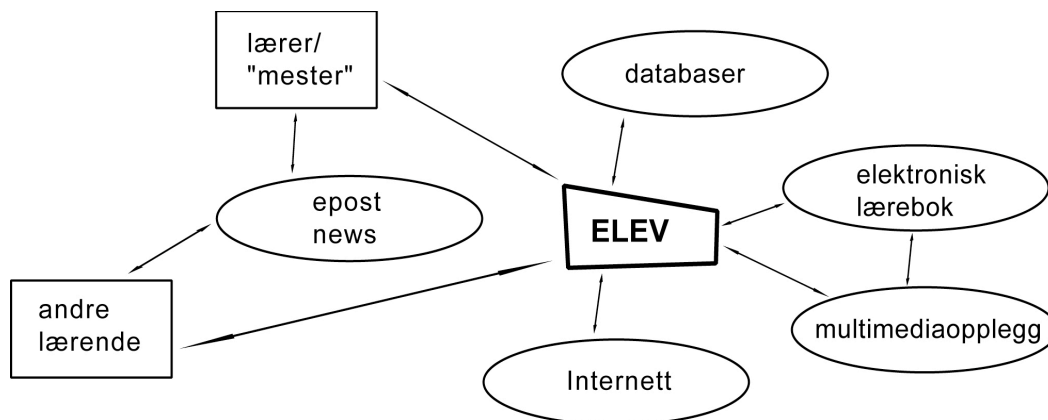 lærer/
"mester"
databaser
elektronisk
lærebok
epost
news
ELEV
andre
lærende
multimediaopplegg
Internett